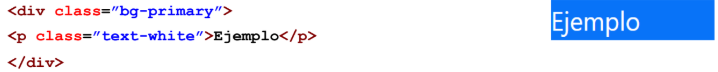 <div class=”bg-primary”>
<p class=”text-white”>Ejemplo</p>
</div>
Ejemplo